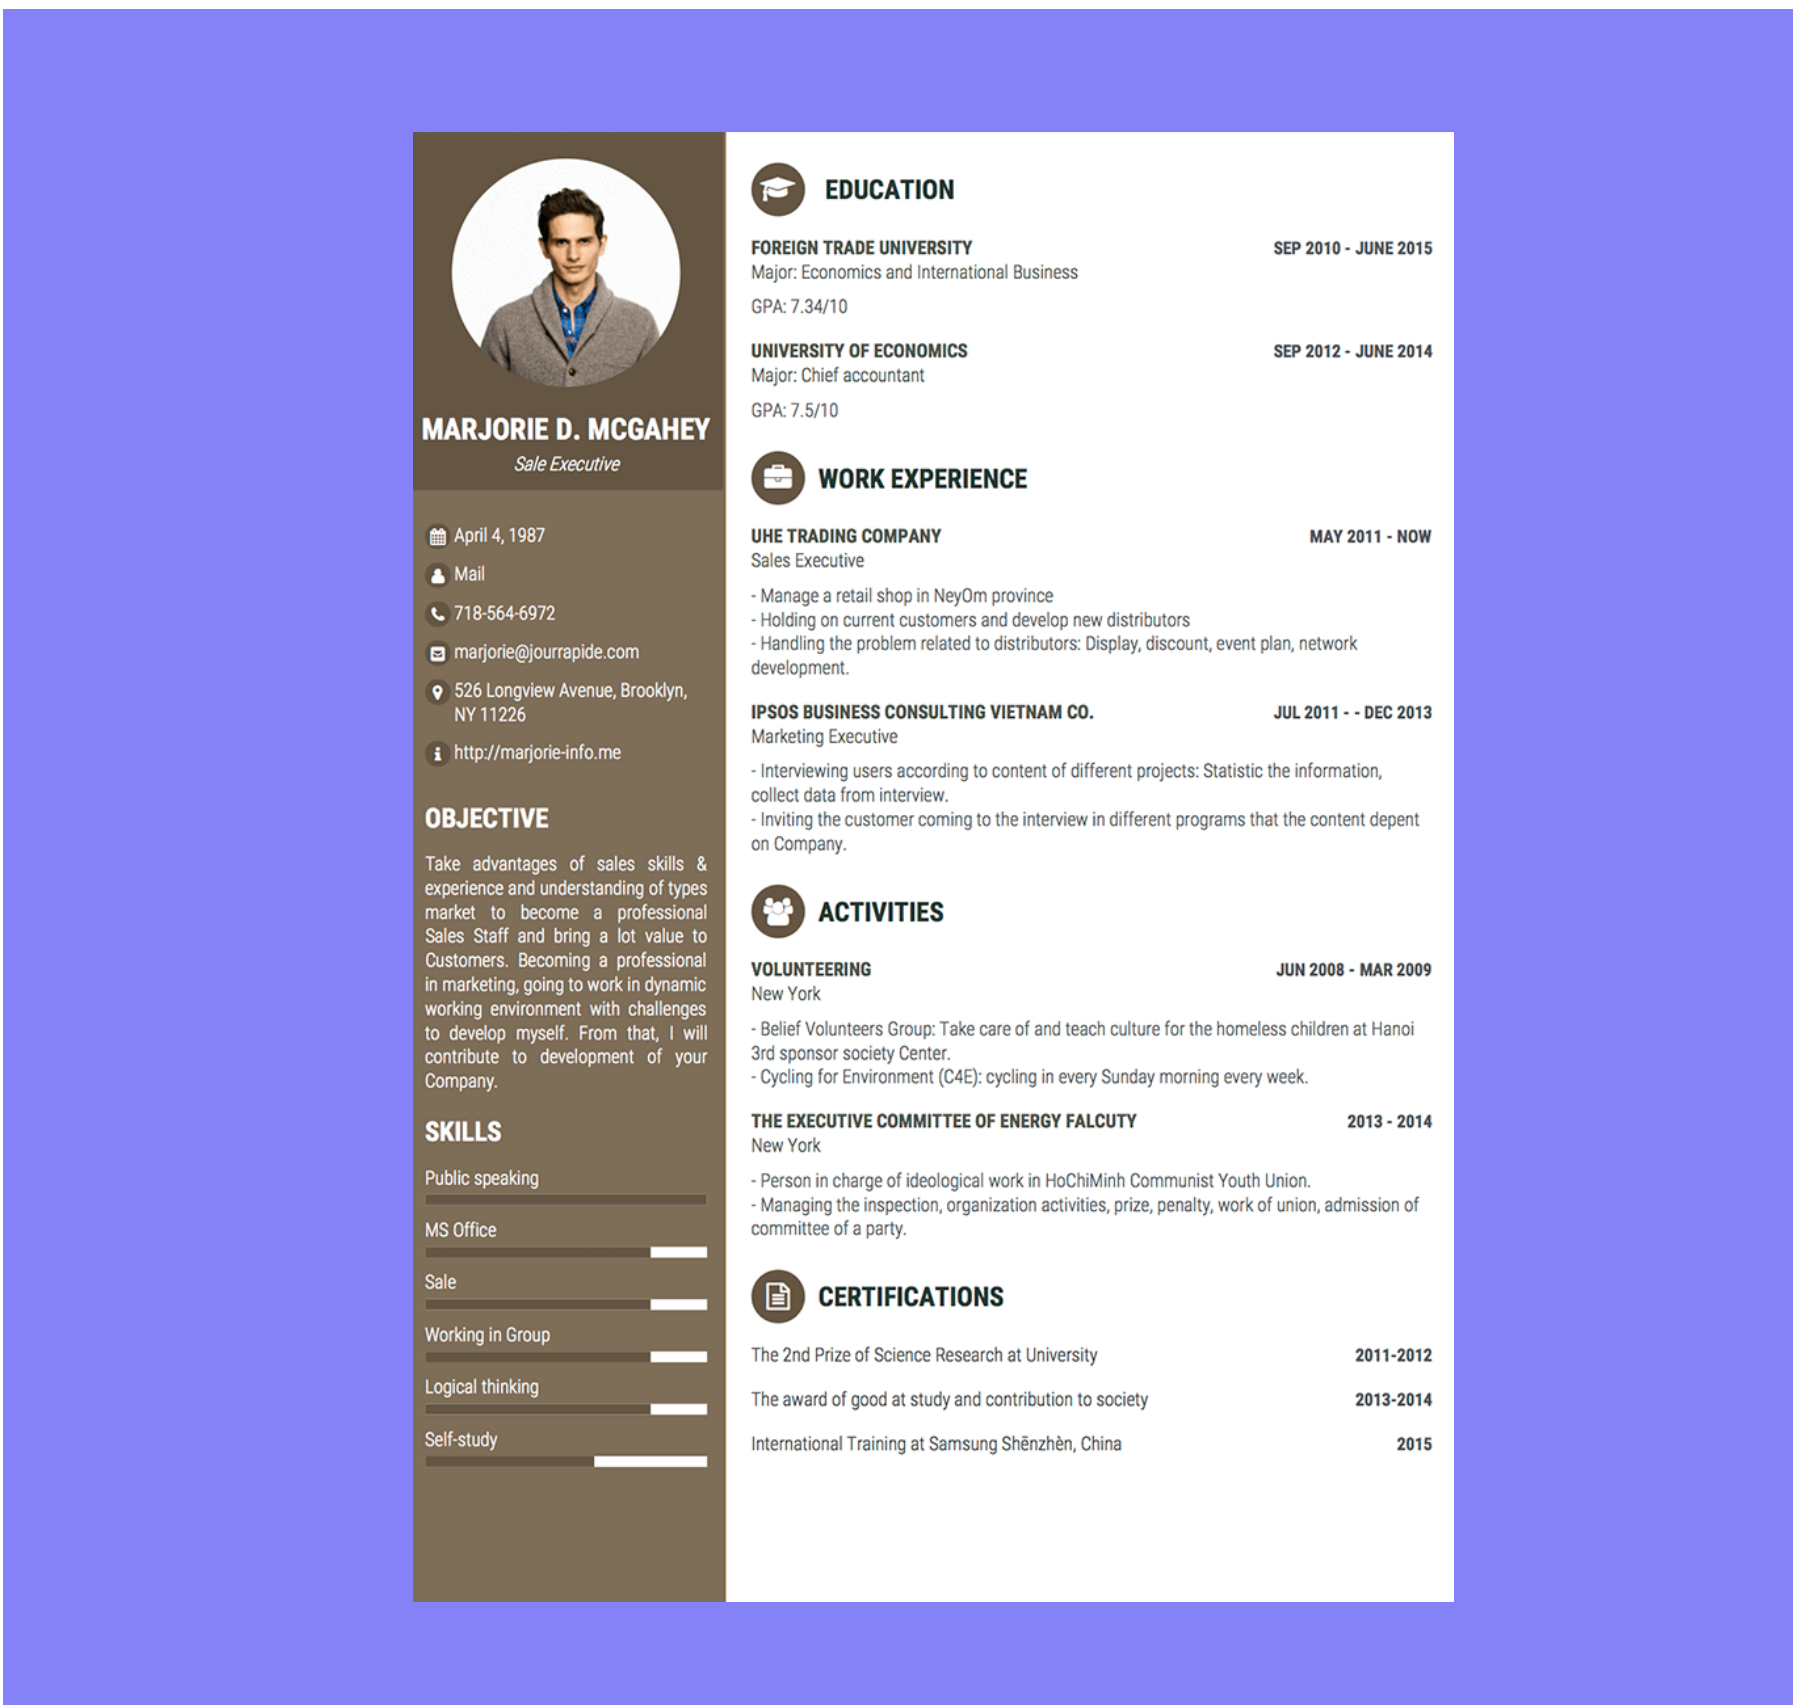 MARJORIE D. MCGAHEY
Sale Executive
April 4, 1987
Mail
718-564-6972
marjorie@jourrapide.com
526 Longview Avenue, Brooklyn,
NY 11226
http://marjorie-info.me
OBJECTIVE
Take advantages of sales skills &
experience and understanding of types
market to become a professional
Sales Staff and bring a lot value to
Customers. Becoming a professional
in marketing, going to work in dynamic
working environment with challenges
to develop myself. From that, I will
contribute to development of your
Company.
SKILLS
Public speaking
MS Office
Sale
Working in Group
Logical thinking
Self-study
EDUCATION
FOREIGN TRADE UNIVERSITY SEP 2010 - JUNE 2015
Major: Economics and International Business
GPA: 7.34/10
UNIVERSITY OF ECONOMICS SEP 2012 - JUNE 2014
Major: Chief accountant
GPA: 7.5/10
WORK EXPERIENCE
UHE TRADING COMPANY MAY 2011 - NOW
Sales Executive
- Manage a retail shop in NeyOm province
- Holding on current customers and develop new distributors
- Handling the problem related to distributors: Display, discount, event plan, network
development.
IPSOS BUSINESS CONSULTING VIETNAM CO. JUL 2011 - - DEC 2013
Marketing Executive
- Interviewing users according to content of different projects: Statistic the information,
collect data from interview.
- Inviting the customer coming to the interview in different programs that the content depent
on Company.
ACTIVITIES
VOLUNTEERING JUN 2008 - MAR 2009
New York
- Belief Volunteers Group: Take care of and teach culture for the homeless children at Hanoi
3rd sponsor society Center.
- Cycling for Environment (C4E): cycling in every Sunday morning every week.
THE EXECUTIVE COMMITTEE OF ENERGY FALCUTY 2013 - 2014
New York
- Person in charge of ideological work in HoChiMinh Communist Youth Union.
- Managing the inspection, organization activities, prize, penalty, work of union, admission of
committee of a party.
CERTIFICATIONS
The 2nd Prize of Science Research at University 2011-2012
The award of good at study and contribution to society 2013-2014
International Training at Samsung Shēnzhèn, China 2015